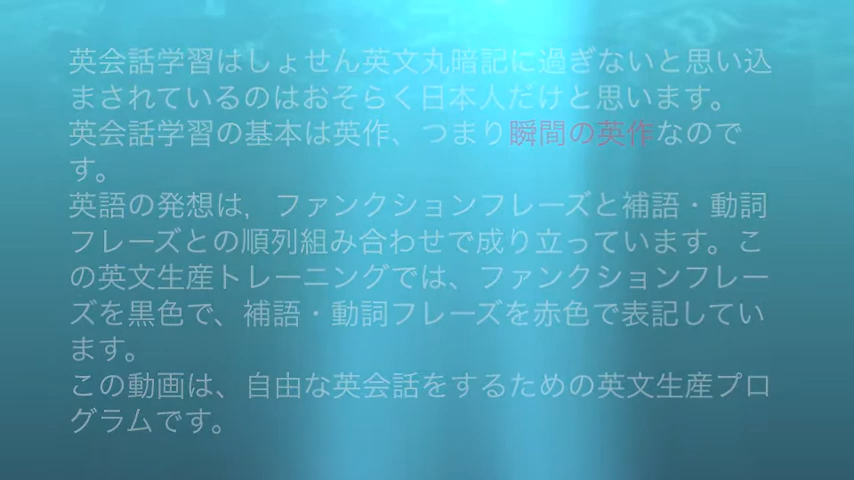 英会話学習はしょせん英文丸暗記に過ぎないと思い込
まされているのはおそらく日本人だけと思います。
英会話学習の基本は英作、つまり瞬間の英作なので
す。
英語の発想は，ファンクションフレーズと補語・動詞
フレーズとの順列組み合わせで成り立っています。こ
の英文生産トレーニングでは、ファンクションフレー
ズを黒色で、補語・動詞フレーズを赤色で表記してい
ます。
この動画は、自由な英会話をするための英文生産プロ
グラムです。